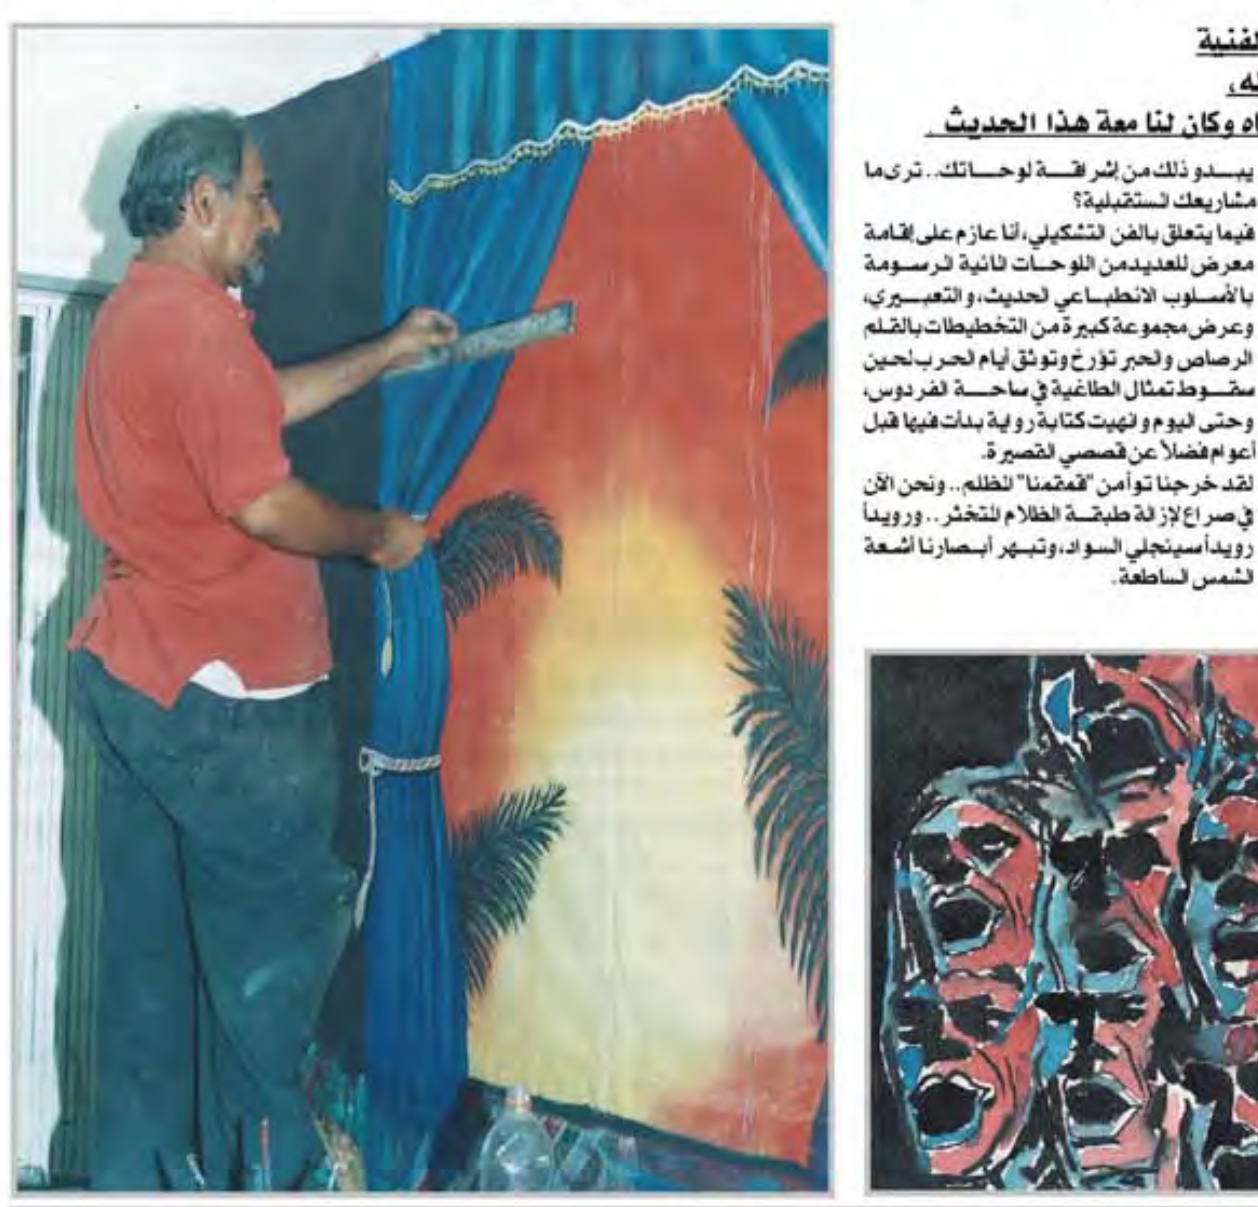 لفنية
له،
اه وكان لنا معة هذا الحديث .
يبدو ذلك من إشراقة لوحاتك.. ترى ما
مشاريعك المستقبلية؟
فيما يتعلق بالفن التشكيلي، أنا عازم على إقامة
معرض للعديد من اللوحات المائية المرسومة
بالأسلوب الانطباعي الحديث، والتعبيري،
وعرض مجموعة كبيرة من التخطيطات بالقلم
الرصاص والحبر تؤرخ وتوثق أيام الحرب لحين
سقوط تمثال الطاغية في ساحة الفردوس،
وحتى اليوم وانهيت كتابة رواية بدأت فيها قبل
أعوام فضلاً عن قصصي القصيرة.
لقد خرجنا تواً من "قمقمنا" المظلم.. ونحن الآن
في صراع لإزالة طبقة الظلام المتخثر.. ورويداً
رويداً سينجلي السواد، وتبهر أبصارنا أشعة
الشمس الساطعة.